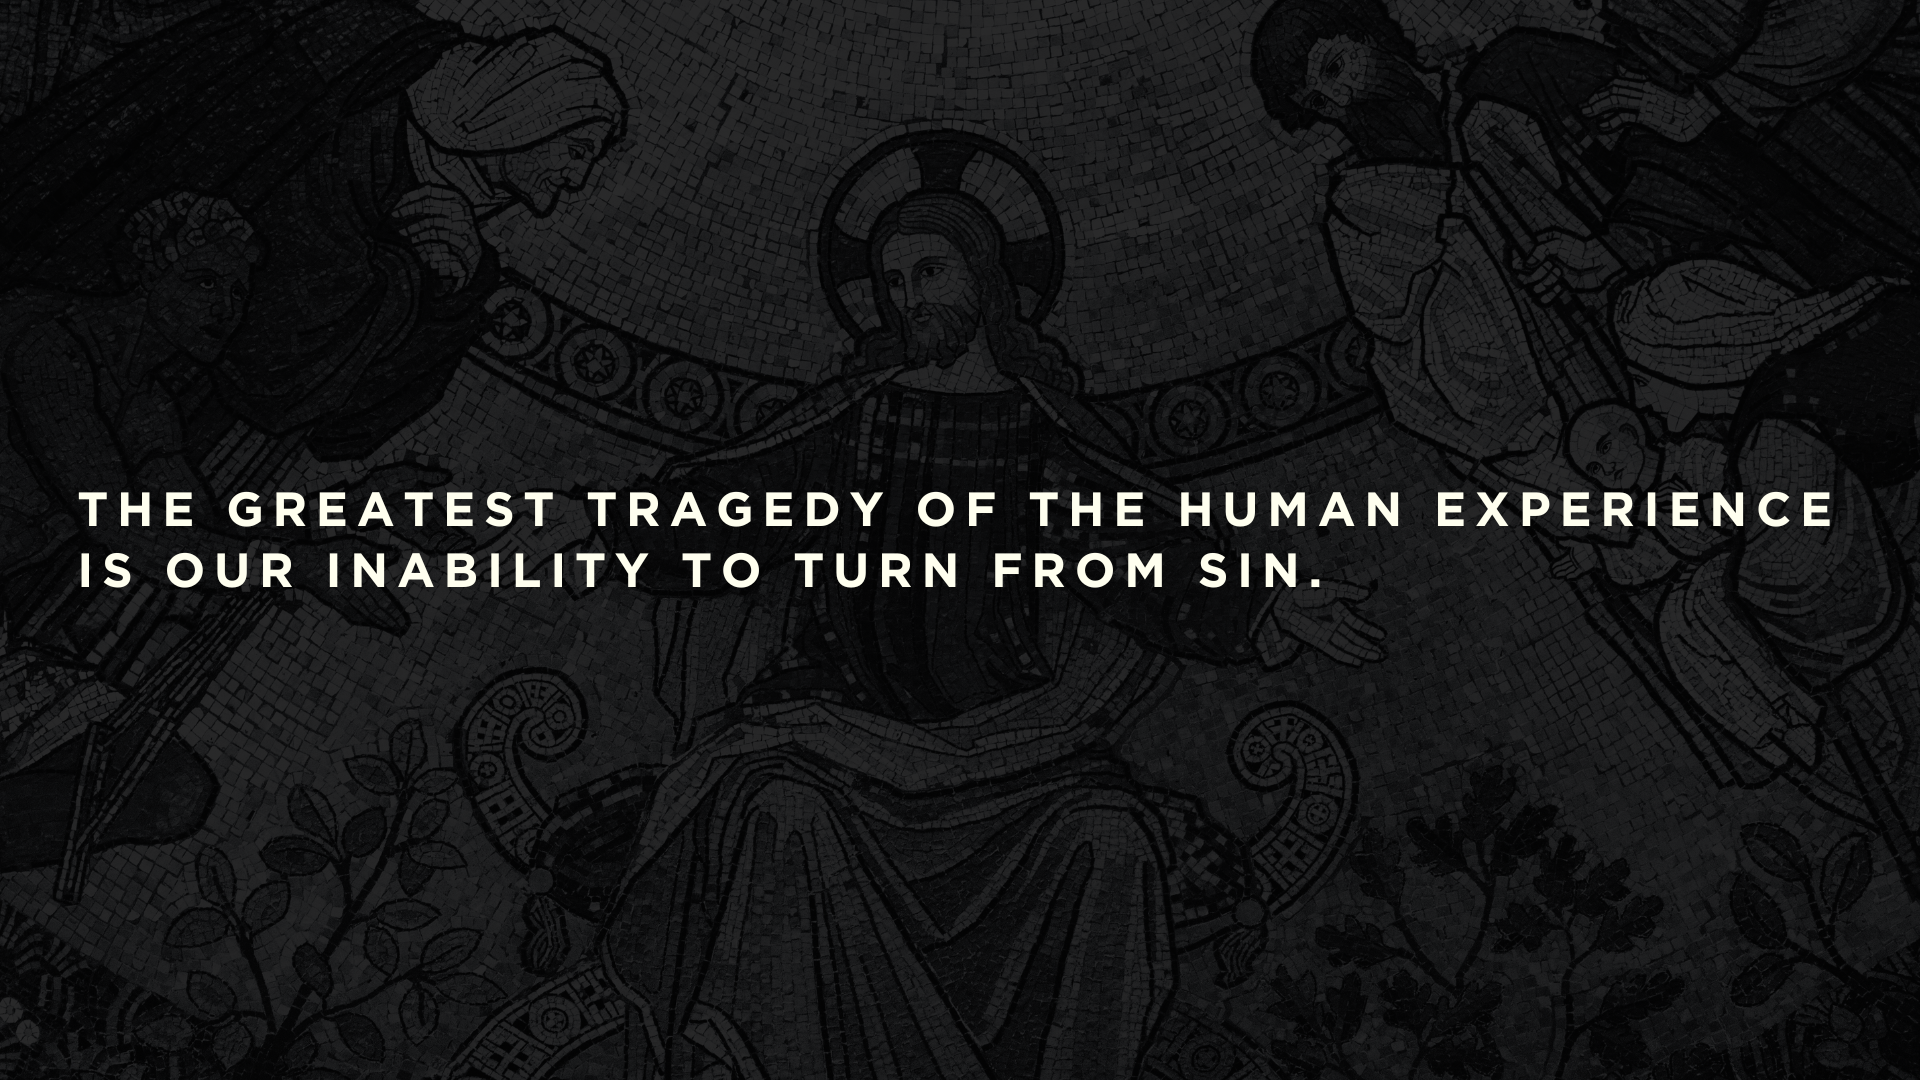 THE GREATEST TRAGEDY OF THE HUMAN EXPERIENCE
IS OUR INABILITY TO TURN FROM SIN.